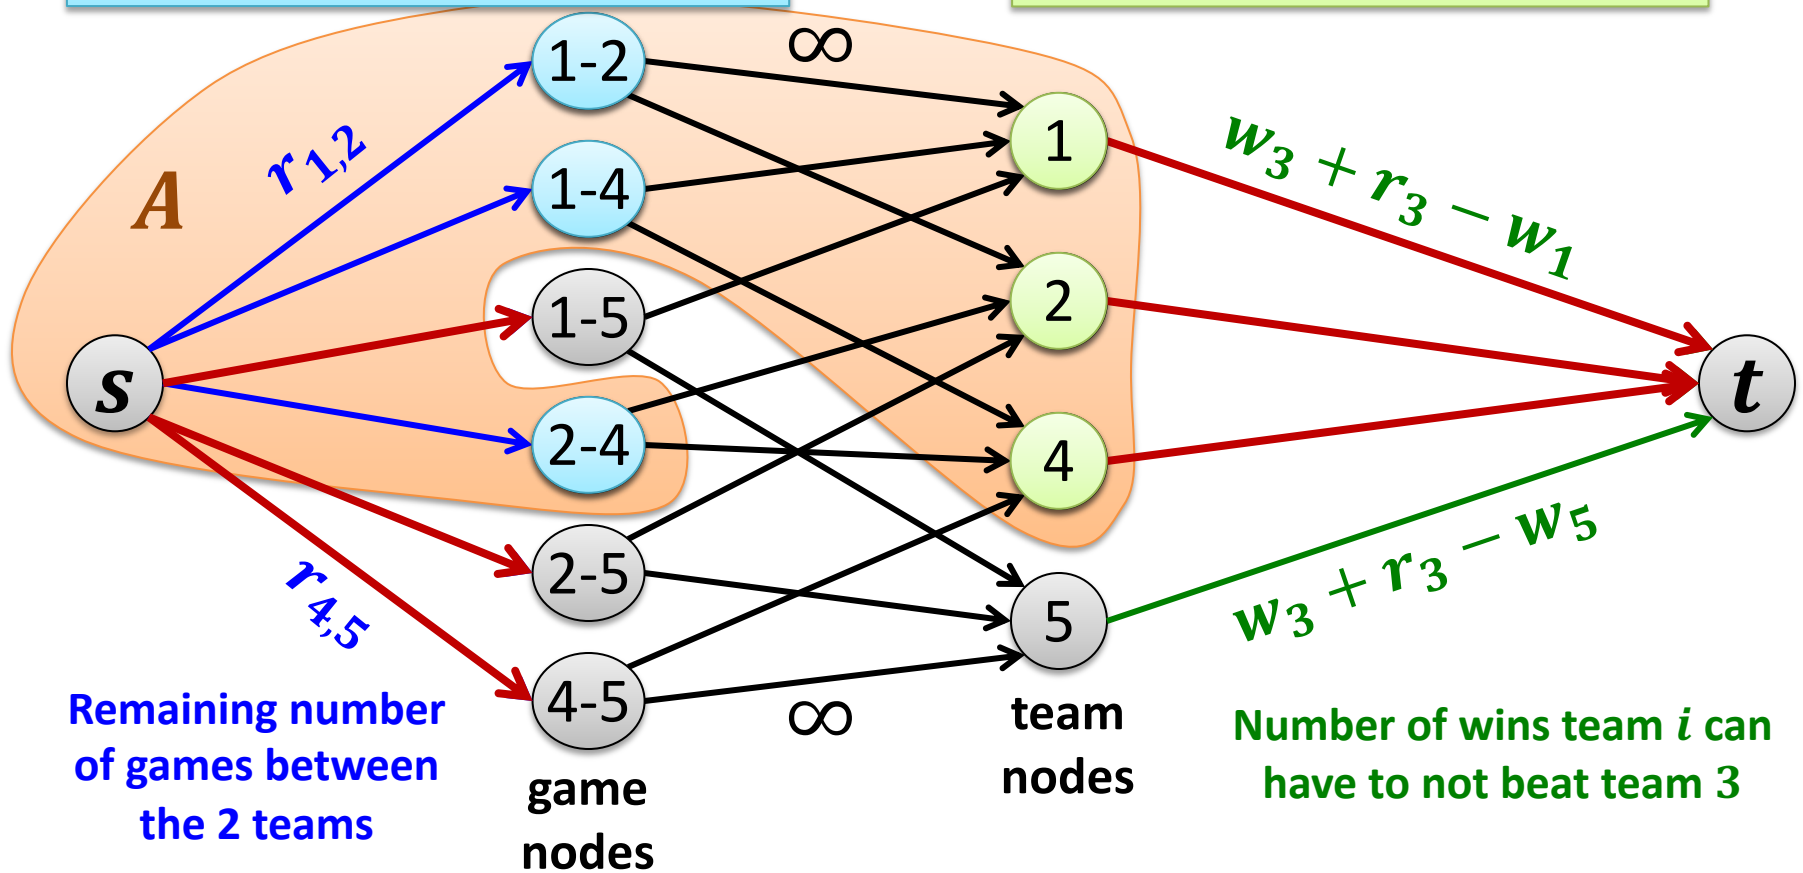 ∞
1-2
1
w₃ + r₃ − w₁
r₁,₂
1-4
A
2
1-5
s
t
2-4
4
w₃ + r₃ − w₅
2-5
r₄,₅
5
4-5
∞
Remaining number
of games between
the 2 teams
game
nodes
team
nodes
Number of wins team i can
have to not beat team 3